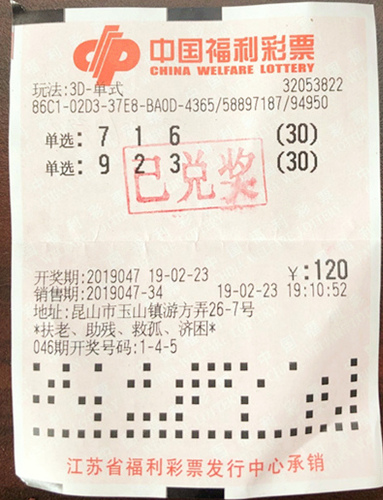 中国福利彩票
CHINA WELFARE LOTTERY
玩法:3D-单式 32053822
86C1-02D3-37E8-BA0D-4365/58897187/94950
单选: 7 1 6 (30)
单选: 9 2 3 (30)
已兑奖
开奖期:2019047 19-02-23 ¥:120
销售期:2019047-34 19-02-23 19:10:52
地址:昆山市玉山镇游方弄26-7号
*扶老、助残、救孤、济困*
046期开奖号码:1-4-5
江苏省福利彩票发行中心承销